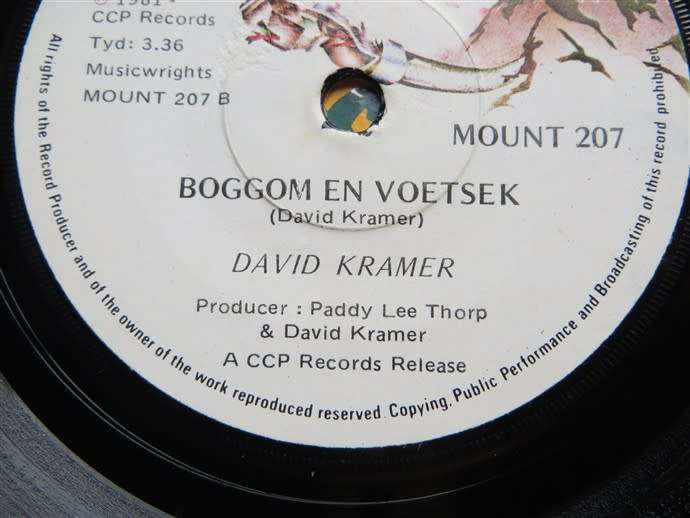 © 1981
CCP Records
Tyd: 3.36
Musicwrights
MOUNT 207 B
MOUNT 207
BOGGOM EN VOETSEK
(David Kramer)
DAVID KRAMER
Producer : Paddy Lee Thorp
& David Kramer
A CCP Records Release
All rights of the Record Producer and of the owner of the work reproduced reserved. Copying, Public Performance and Broadcasting of this record prohibited